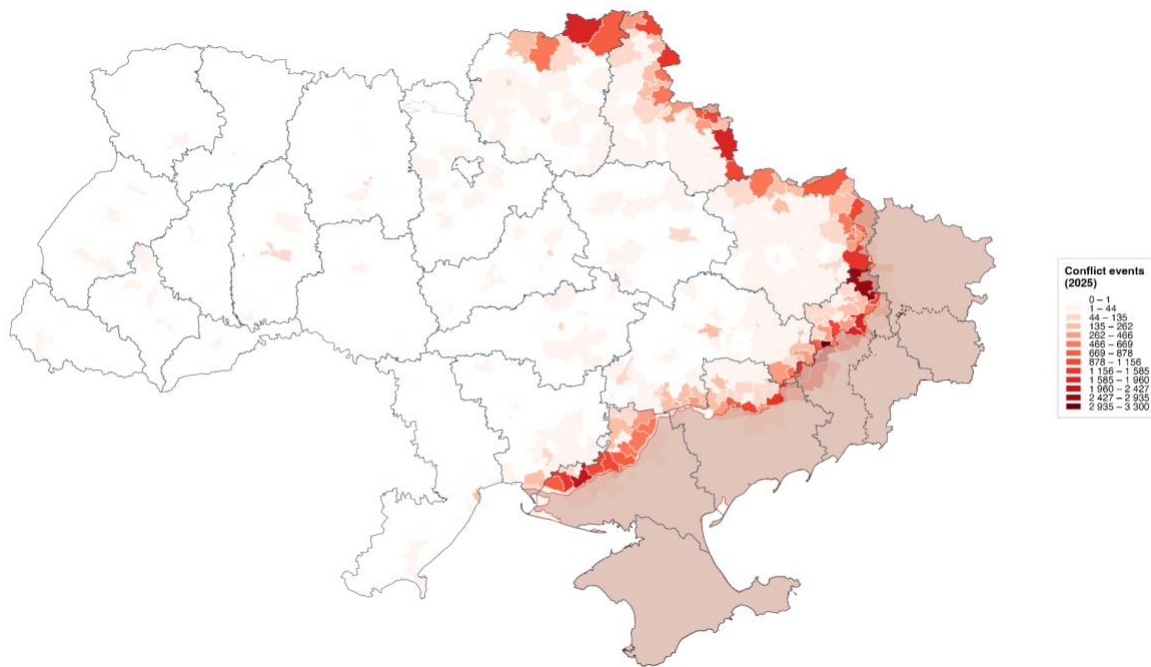 Conflict events
(2025)
0 – 1
1 – 44
44 – 135
135 – 262
262 – 466
466 – 669
669 – 878
878 – 1 156
1 156 – 1 585
1 585 – 1 960
1 960 – 2 427
2 427 – 2 935
2 935 – 3 300